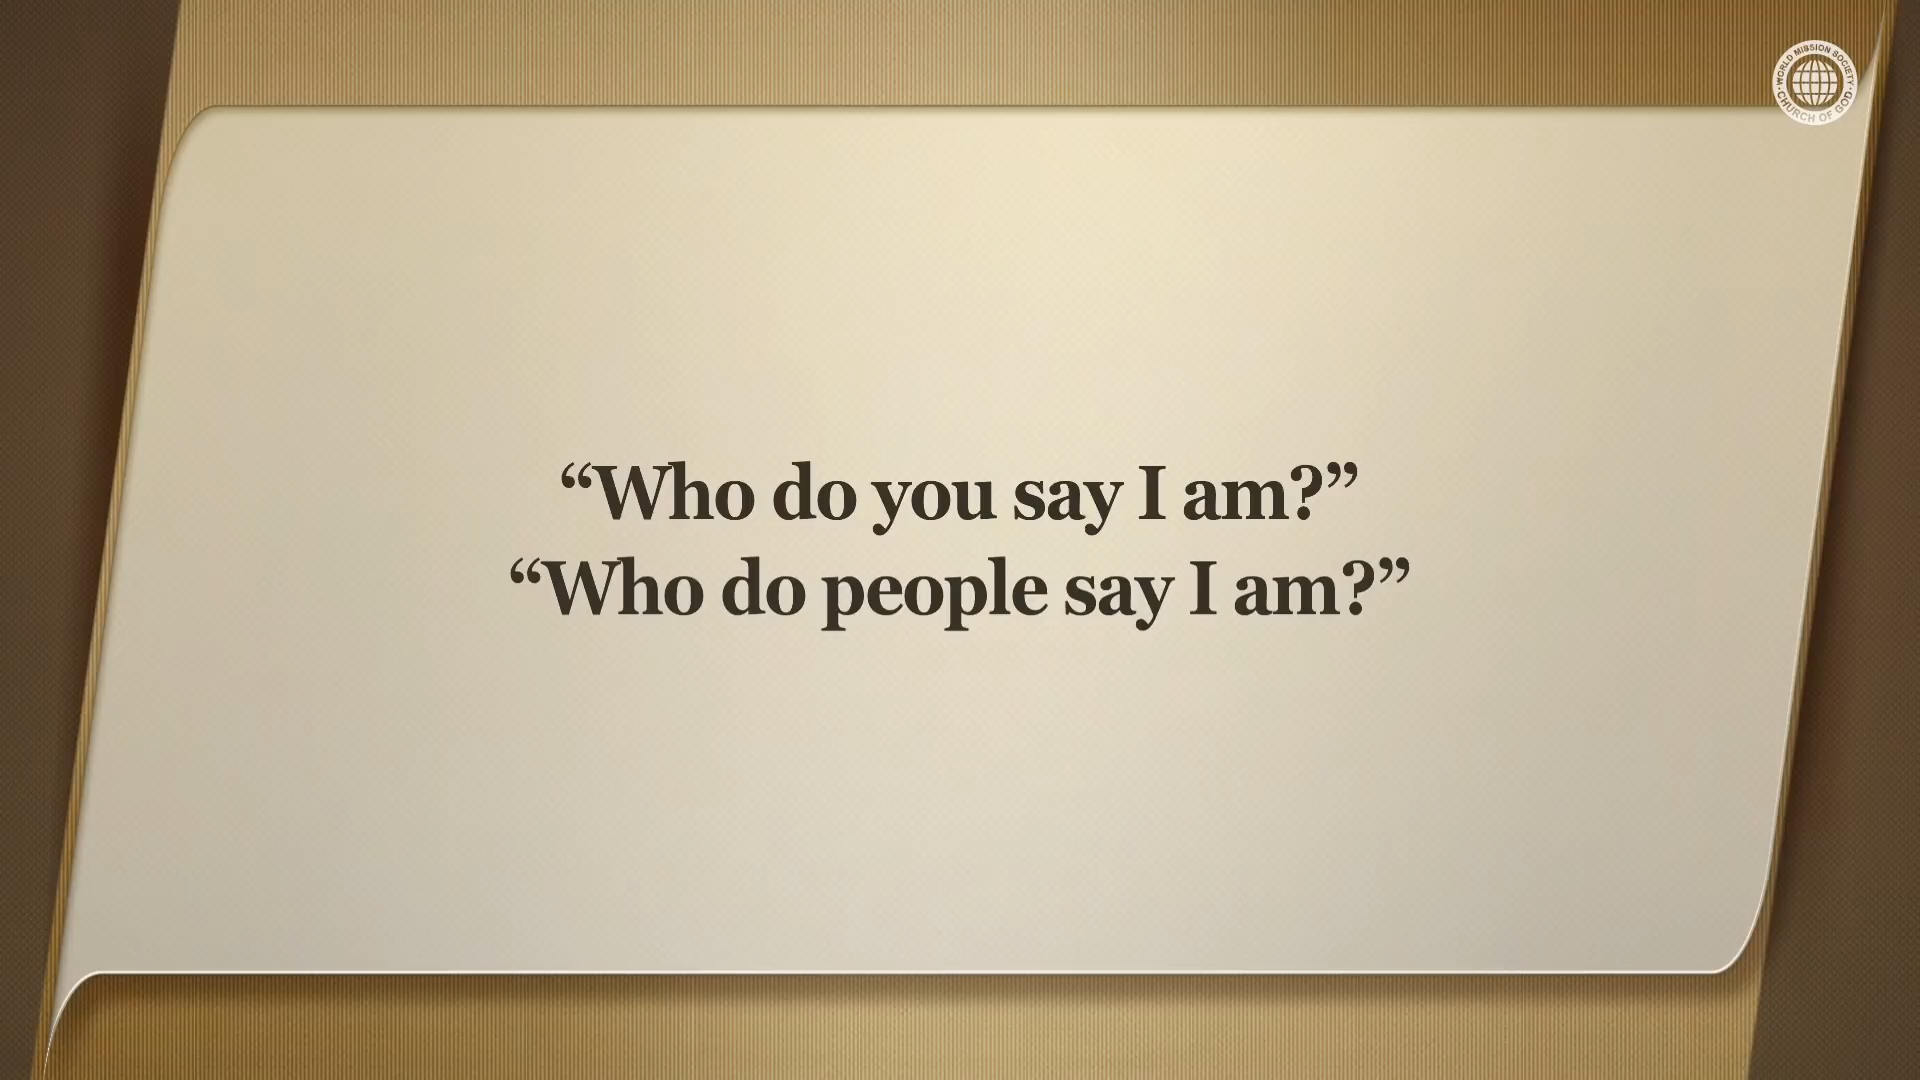 “Who do you say I am?”
“Who do people say I am?”
WORLD MISSION SOCIETY
CHURCH OF GOD